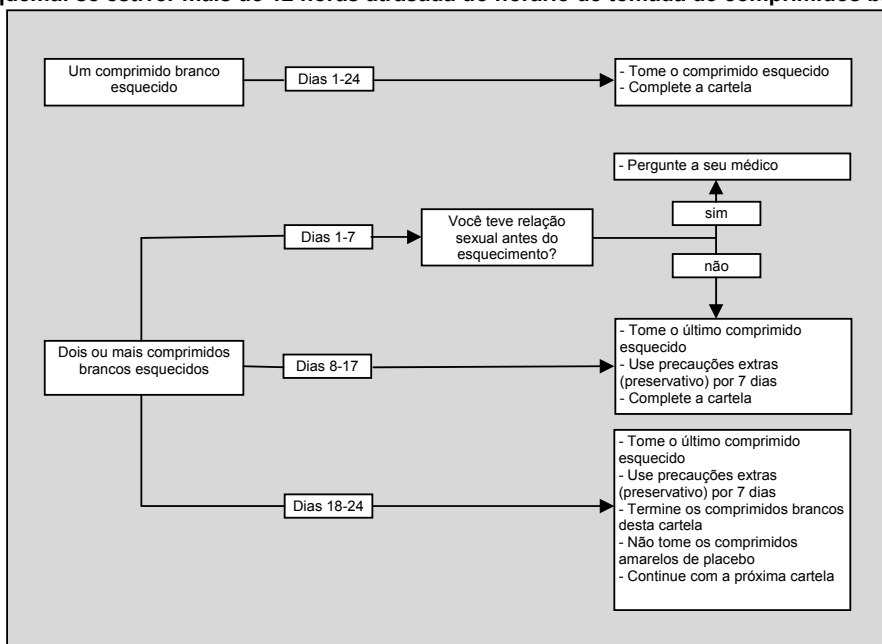 Um comprimido branco
esquecido
Dias 1-24
- Tome o comprimido esquecido
- Complete a cartela
- Pergunte a seu médico
sim
Dias 1-7
Você teve relação
sexual antes do
esquecimento?
não
Dois ou mais comprimidos
brancos esquecidos
Dias 8-17
- Tome o último comprimido
esquecido
- Use precauções extras
(preservativo) por 7 dias
- Complete a cartela
Dias 18-24
- Tome o último comprimido
esquecido
- Use precauções extras
(preservativo) por 7 dias
- Termine os comprimidos brancos
desta cartela
- Não tome os comprimidos
amarelos de placebo
- Continue com a próxima cartela